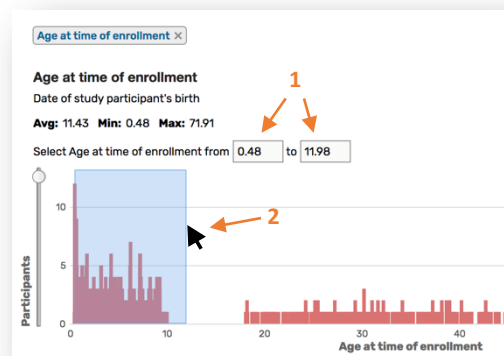 Age at time of enrollment ×
Age at time of enrollment
1
Date of study participant's birth
Avg: 11.43 Min: 0.48 Max: 71.91
Select Age at time of enrollment from 0.48 to 11.98
10
2
5
0
Participants
0 20 30 40
Age at time of enrollment